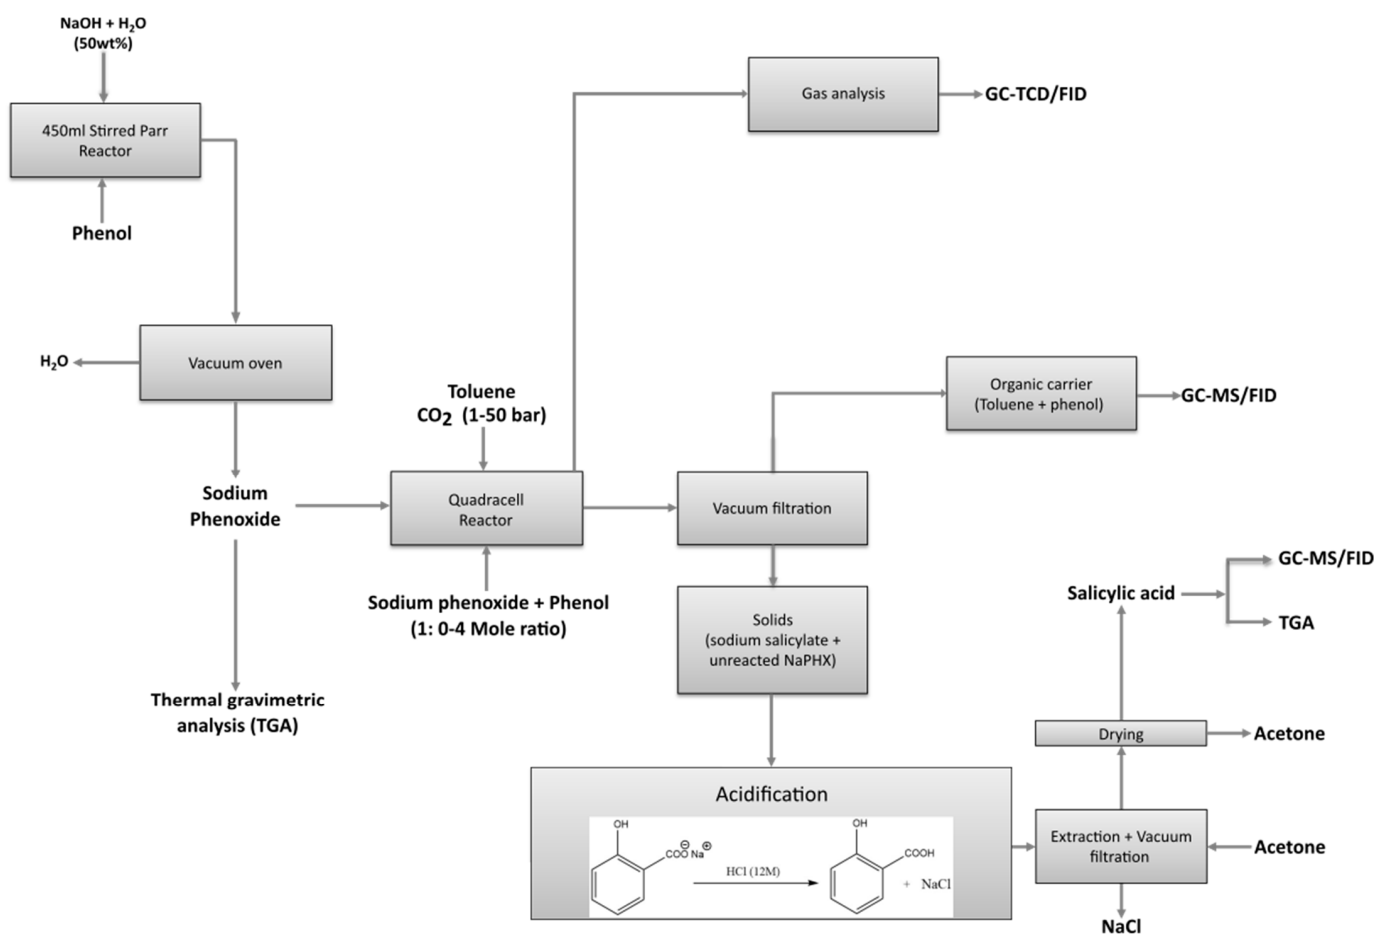 NaOH + H₂O
(50wt%)
450ml Stirred Parr
Reactor
Phenol
Vacuum oven
H₂O
Sodium
Phenoxide
Thermal gravimetric
analysis (TGA)
Toluene
CO₂ (1-50 bar)
Quadracell
Reactor
Sodium phenoxide + Phenol
(1: 0-4 Mole ratio)
Gas analysis
GC-TCD/FID
Vacuum filtration
Organic carrier
(Toluene + phenol)
GC-MS/FID
Solids
(sodium salicylate +
unreacted NaPHX)
Acidification
OH
COO⊖ Na⊕
HCl (12M)
OH
COOH
+ NaCl
Extraction + Vacuum
filtration
Acetone
NaCl
Drying
Acetone
Salicylic acid
GC-MS/FID
TGA